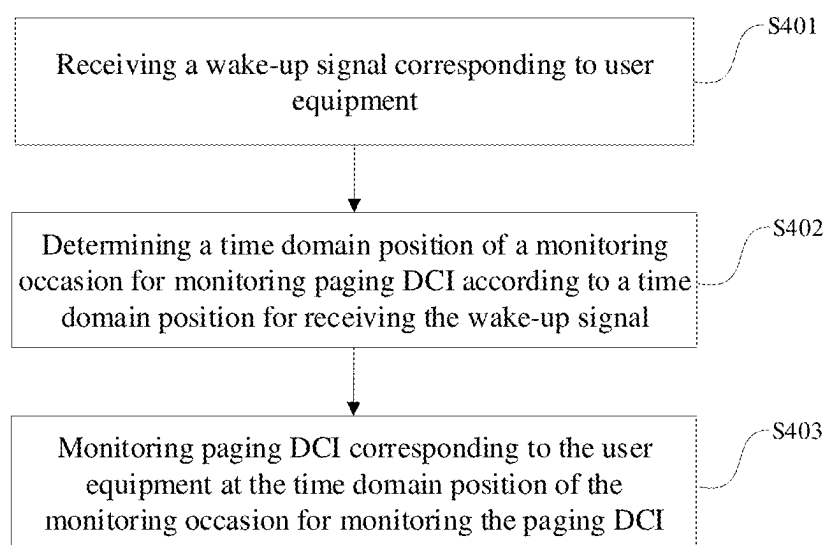 S401
Receiving a wake-up signal corresponding to user
equipment
S402
Determining a time domain position of a monitoring
occasion for monitoring paging DCI according to a time
domain position for receiving the wake-up signal
S403
Monitoring paging DCI corresponding to the user
equipment at the time domain position of the
monitoring occasion for monitoring the paging DCI